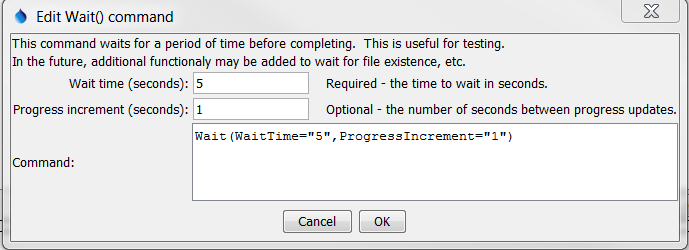 Edit Wait() command
This command waits for a period of time before completing.  This is useful for testing.
In the future, additional functionaly may be added to wait for file existence, etc.
Wait time (seconds): 5 Required - the time to wait in seconds.
Progress increment (seconds): 1 Optional - the number of seconds between progress updates.
Wait(WaitTime="5",ProgressIncrement="1")
Command:
Cancel OK